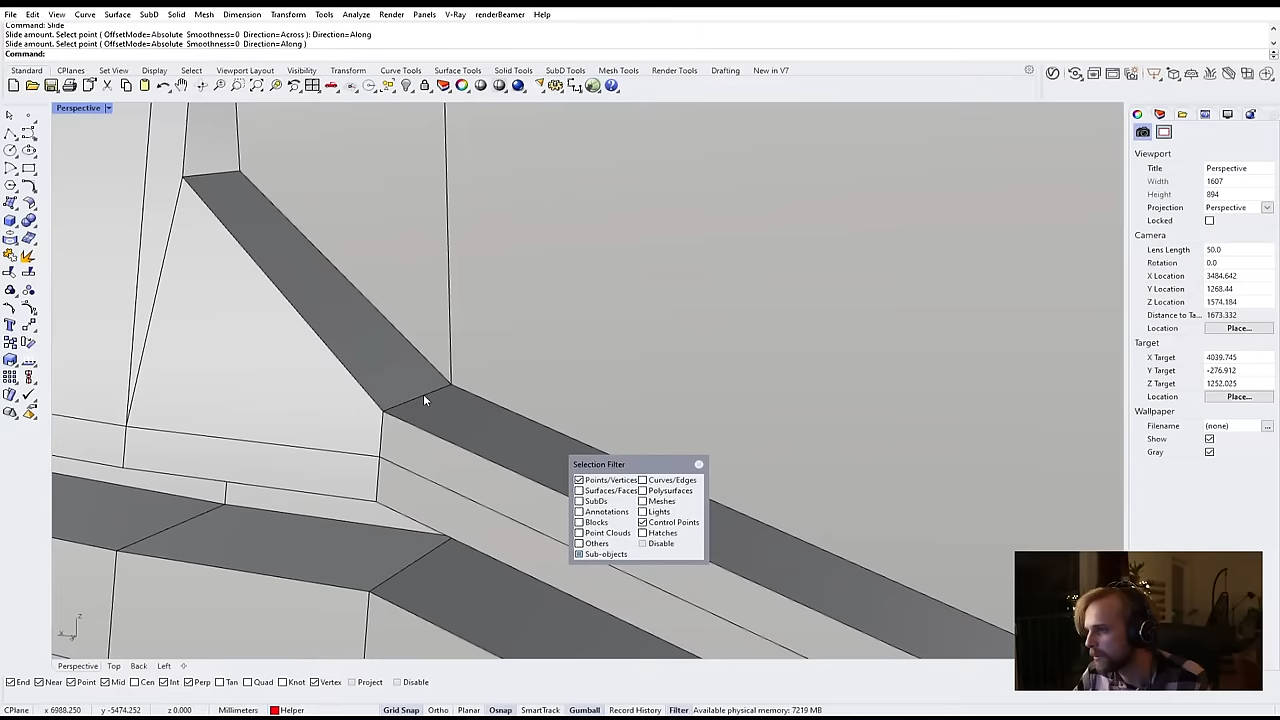 File Edit View Curve Surface SubD Solid Mesh Dimension Transform Tools Analyze Render Panels V-Ray renderBeamer Help
Command: Slide
Slide amount. Select point ( OffsetMode=Absolute Smoothness=0 Direction=Across ): Direction=Along
Slide amount. Select point ( OffsetMode=Absolute Smoothness=0 Direction=Along )
Command:
Standard CPlanes Set View Display Select Viewport Layout Visibility Transform Curve Tools Surface Tools Solid Tools SubD Tools Mesh Tools Render Tools Drafting New in V7
Perspective
Viewport
Title Perspective
Width 1607
Height 894
Projection Perspective
Locked
Camera
Lens Length 50.0
Rotation 0.0
X Location 3484.642
Y Location 1268.44
Z Location 1574.184
Distance to Ta... 1673.332
Location Place...
Target
X Target 4039.745
Y Target -276.912
Z Target 1252.025
Location Place...
Wallpaper
Filename (none) ...
Show
Gray
Selection Filter
Points/Vertices Curves/Edges
Surfaces/Faces Polysurfaces
SubDs Meshes
Annotations Lights
Blocks Control Points
Point Clouds Hatches
Others Disable
Sub-objects
z
x y
Perspective Top Back Left
End Near Point Mid Cen Int Perp Tan Quad Knot Vertex Project Disable
CPlane x 6988.250 y -5474.252 z 0.000 Millimeters Helper Grid Snap Ortho Planar Osnap SmartTrack Gumball Record History Filter Available physical memory: 7219 MB